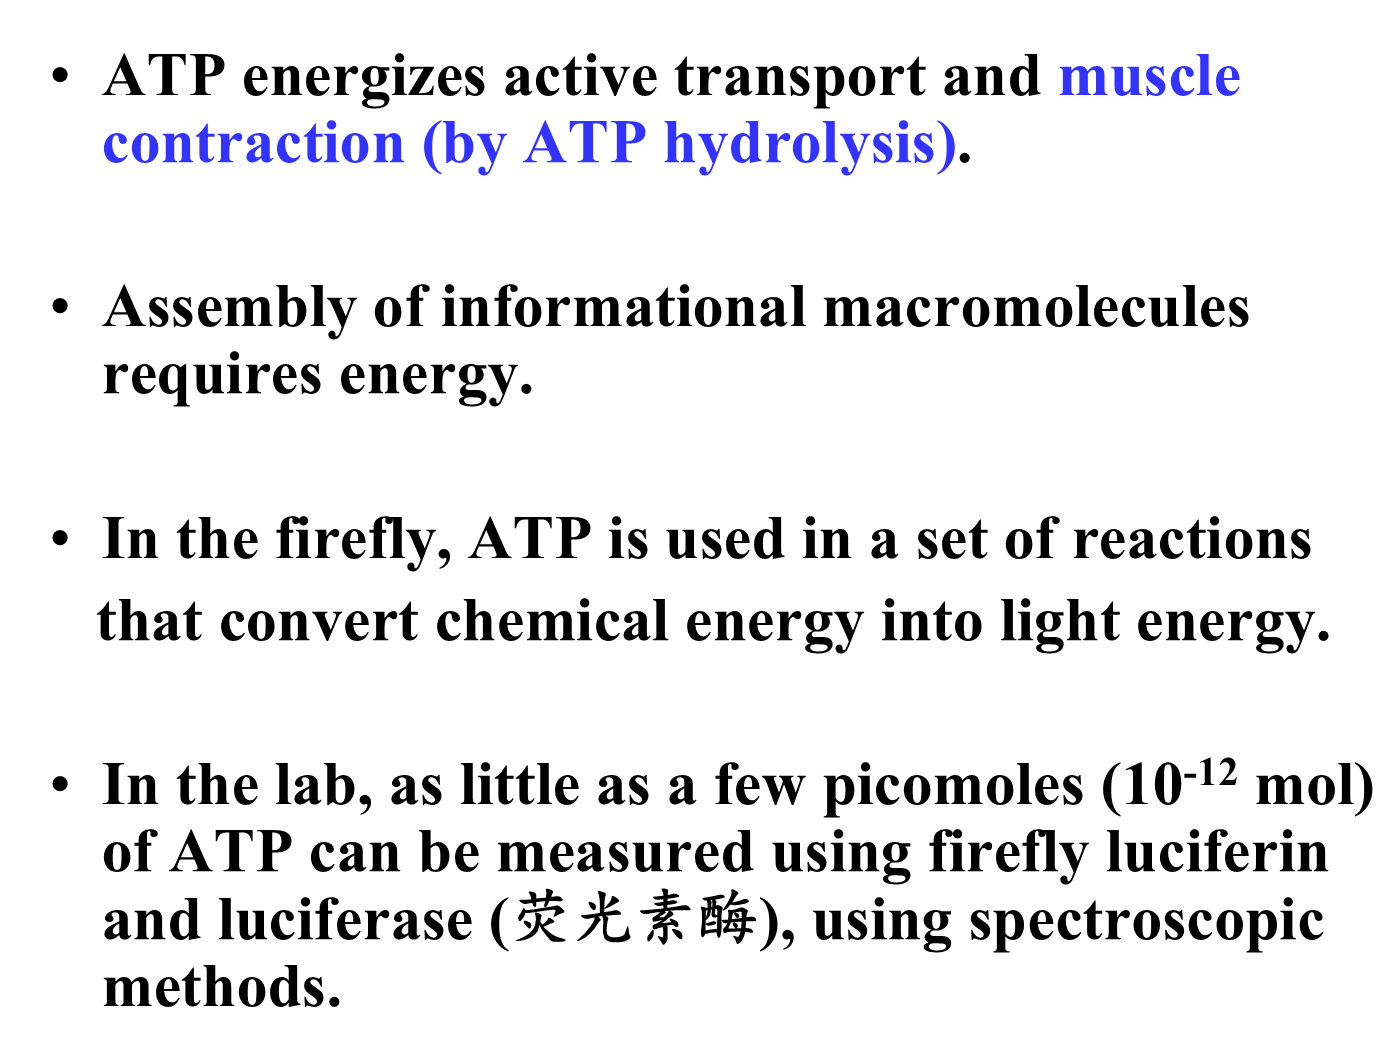 • ATP energizes active transport and muscle
contraction (by ATP hydrolysis).
• Assembly of informational macromolecules
requires energy.
• In the firefly, ATP is used in a set of reactions
that convert chemical energy into light energy.
• In the lab, as little as a few picomoles (10⁻¹² mol)
of ATP can be measured using firefly luciferin
and luciferase (荧光素酶), using spectroscopic
methods.